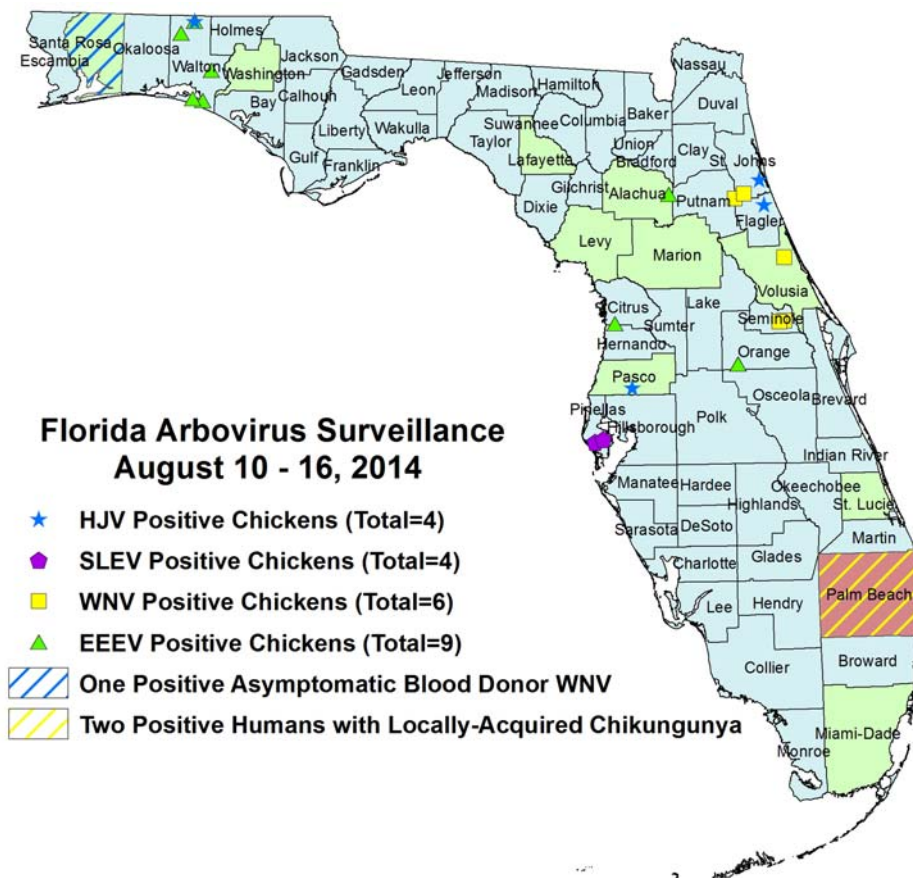 Holmes
Santa Rosa
Okaloosa
Jackson
Escambia
Walton
Washington
Gadsden
Jefferson
Madison
Hamilton
Nassau
Leon
Calhoun
Bay
Baker
Duval
Suwannee
Columbia
Liberty
Wakulla
Taylor
Union
Clay
St. Johns
Gulf
Franklin
Lafayette
Bradford
Gilchrist
Alachua
Putnam
Dixie
Flagler
Levy
Marion
Volusia
Citrus
Lake
Sumter
Seminole
Hernando
Orange
Pasco
Osceola
Brevard
Pinellas
Polk
Hillsborough
Indian River
Manatee
Hardee
Okeechobee
Highlands
St. Lucie
Sarasota
DeSoto
Martin
Charlotte
Glades
Palm Beach
Lee
Hendry
Broward
Collier
Miami-Dade
Monroe
Florida Arbovirus Surveillance
August 10 - 16, 2014
HJV Positive Chickens (Total=4)
SLEV Positive Chickens (Total=4)
WNV Positive Chickens (Total=6)
EEEV Positive Chickens (Total=9)
One Positive Asymptomatic Blood Donor WNV
Two Positive Humans with Locally-Acquired Chikungunya